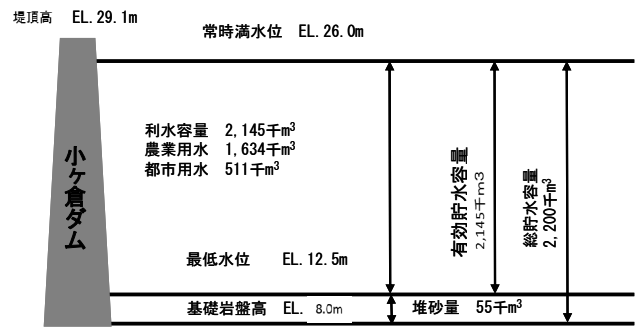 堤頂高 EL.29.1m
常時満水位 EL.26.0m
利水容量 2,145千m³
農業用水 1,634千m³
都市用水 511千m³
小ヶ倉ダム
有効貯水容量
2,145千m3
総貯水容量
2,200千m³
最低水位 EL.12.5m
基礎岩盤高 EL. 8.0m
堆砂量 55千m³